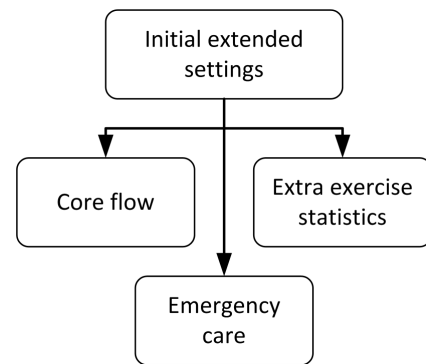 Initial extended
settings
Core flow
Extra exercise
statistics
Emergency
care